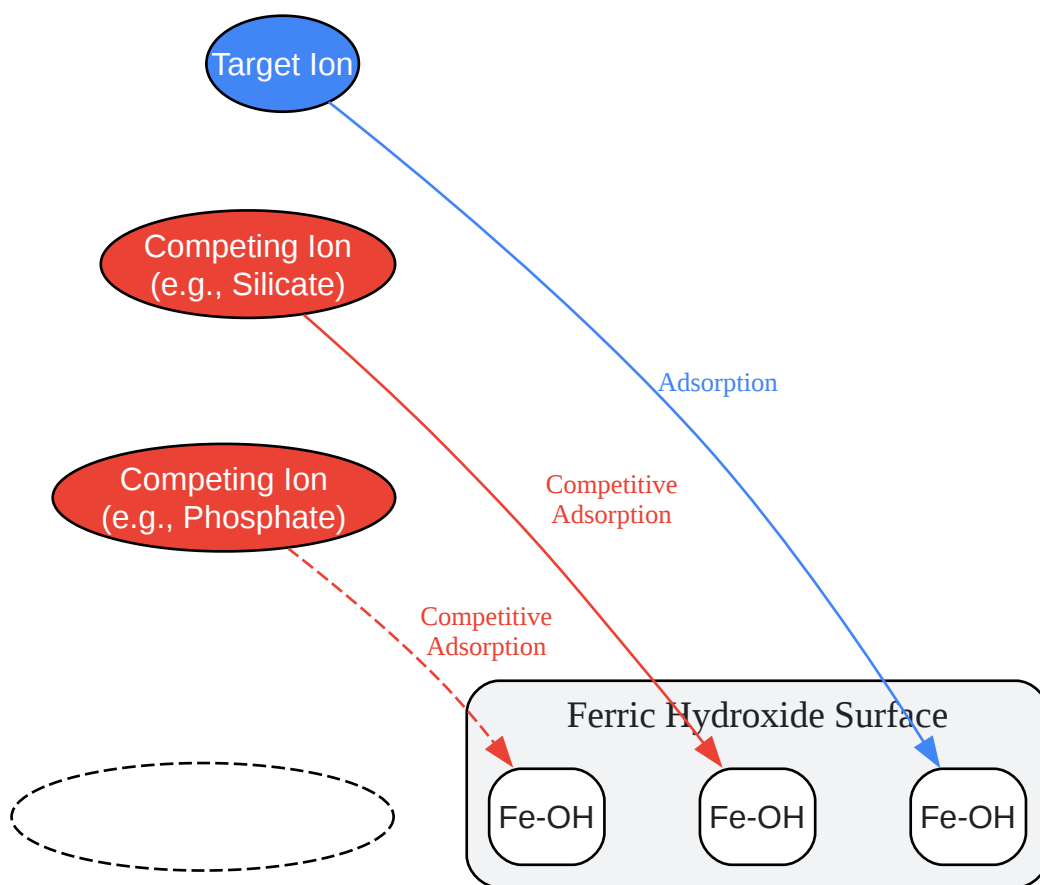 Target Ion
Competing Ion
(e.g., Silicate)
Adsorption
Competing Ion
(e.g., Phosphate)
Competitive
Adsorption
Competitive
Adsorption
Ferric Hydroxide Surface
Fe-OH
Fe-OH
Fe-OH